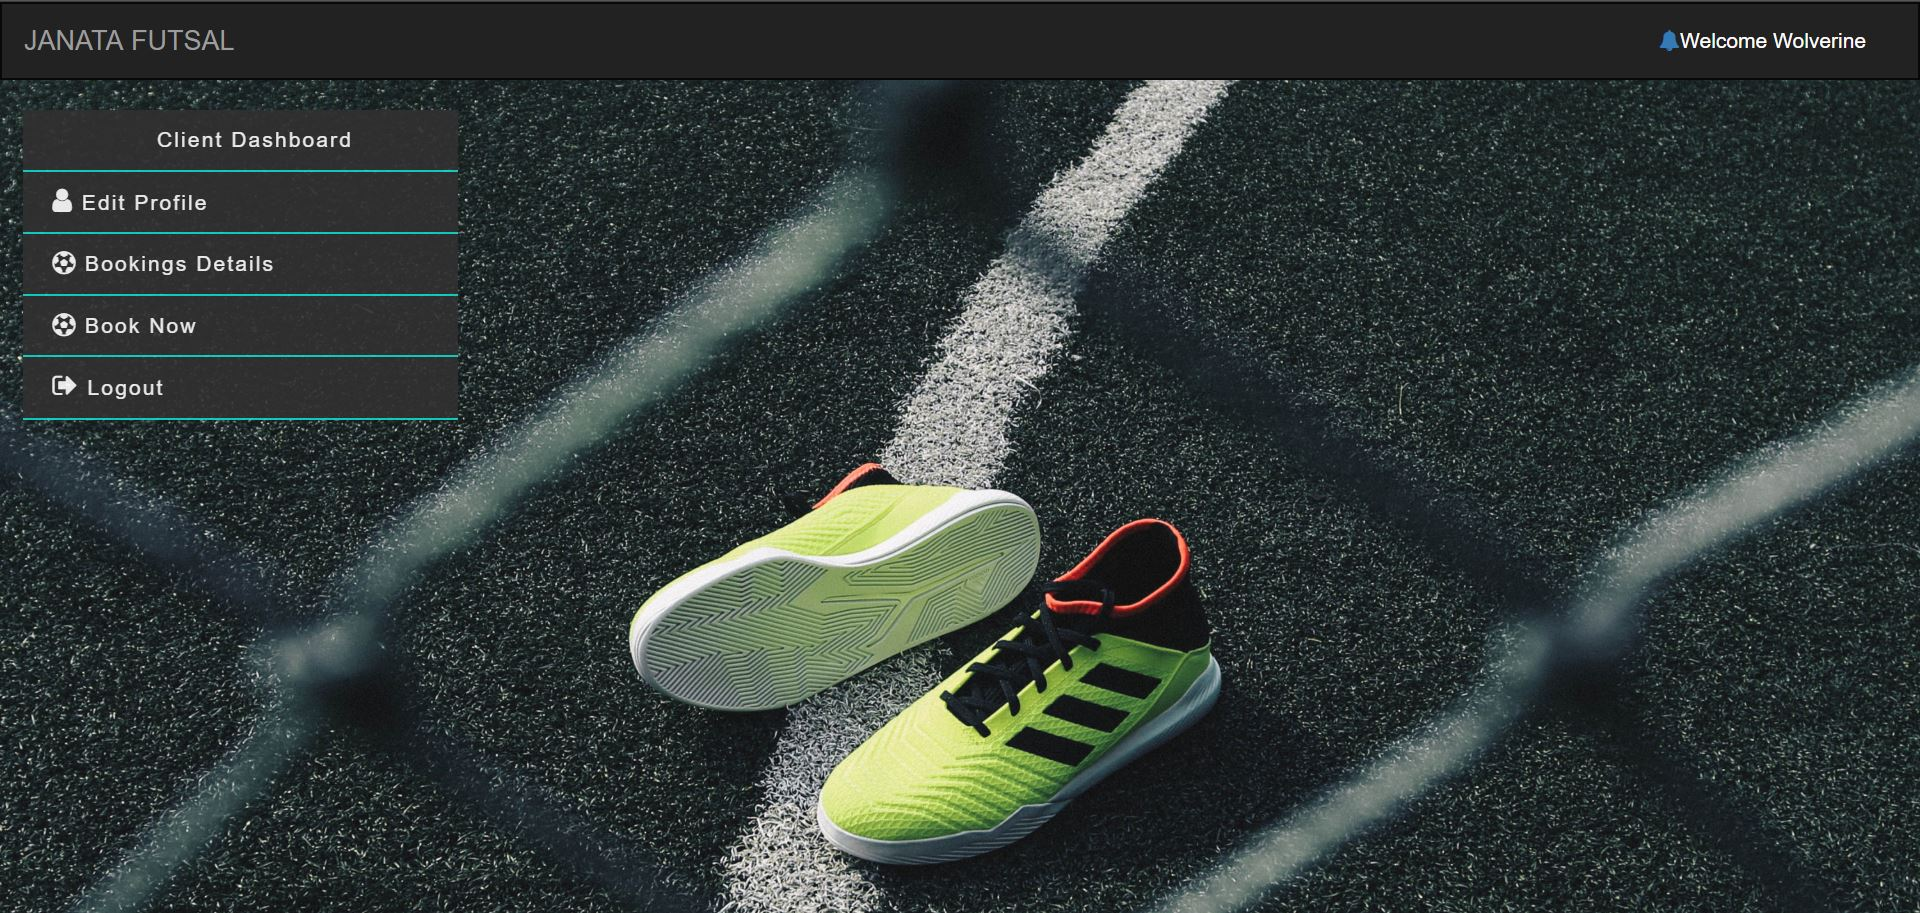 JANATA FUTSAL
Welcome Wolverine
Client Dashboard
Edit Profile
Bookings Details
Book Now
Logout